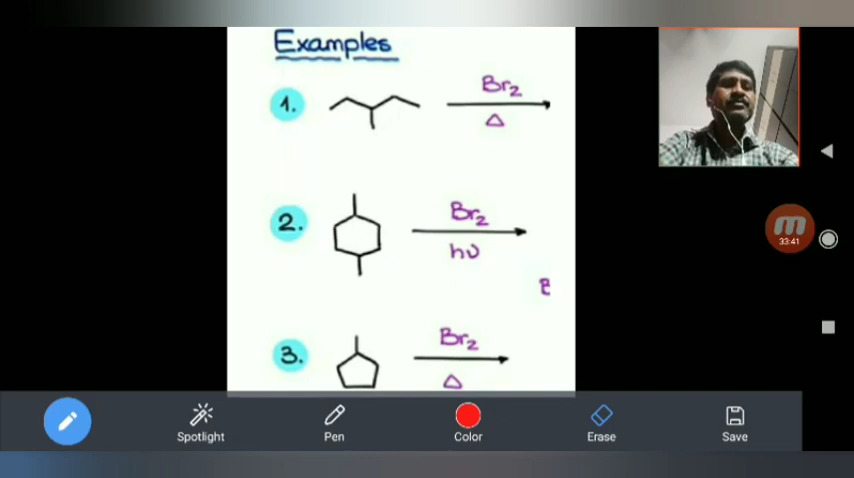 Examples
1.
Br₂
Δ
2.
Br₂
hυ
3.
Br₂
Δ
33:41
Spotlight
Pen
Color
Erase
Save